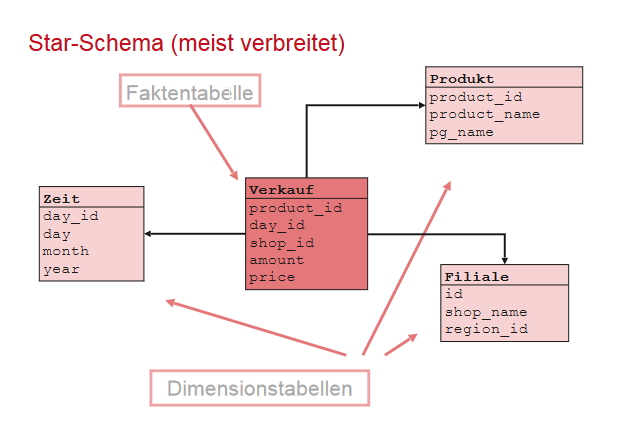 Star-Schema (meist verbreitet)
Faktentabelle
Produkt
product_id
product_name
pg_name
Verkauf
product_id
day_id
shop_id
amount
price
Zeit
day_id
day
month
year
Filiale
id
shop_name
region_id
Dimensionstabellen